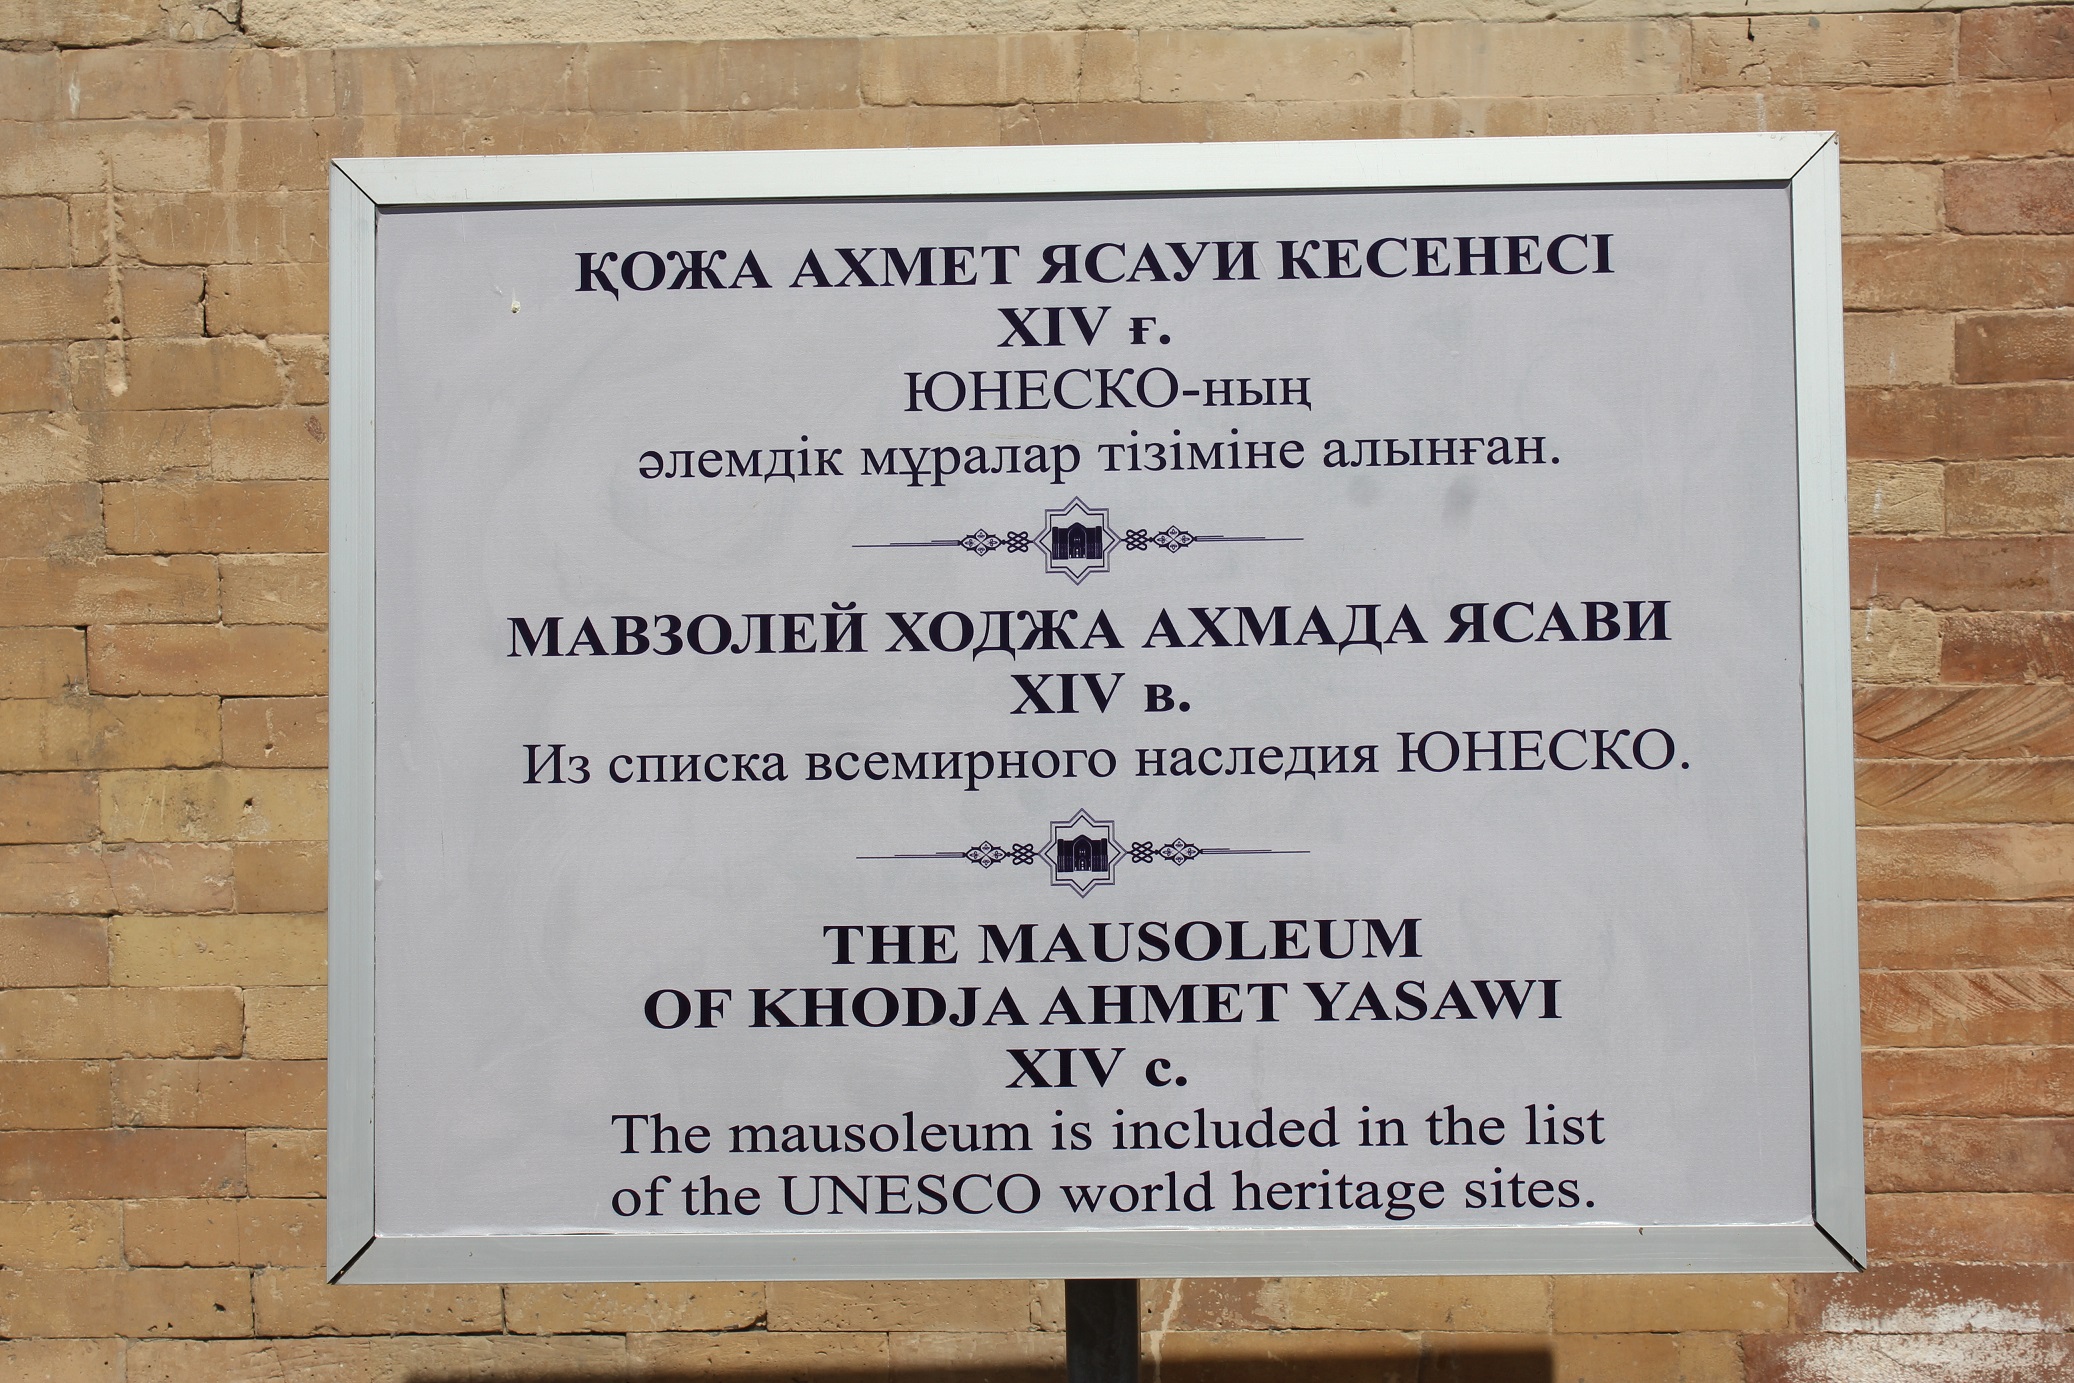 ҚОЖА АХМЕТ ЯСАУИ КЕСЕНЕСІ
XIV ғ.
ЮНЕСКО-ның
әлемдік мұралар тізіміне алынған.
МАВЗОЛЕЙ ХОДЖА АХМАДА ЯСАВИ
XIV в.
Из списка всемирного наследия ЮНЕСКО.
THE MAUSOLEUM
OF KHODJA AHMET YASAWI
XIV c.
The mausoleum is included in the list
of the UNESCO world heritage sites.